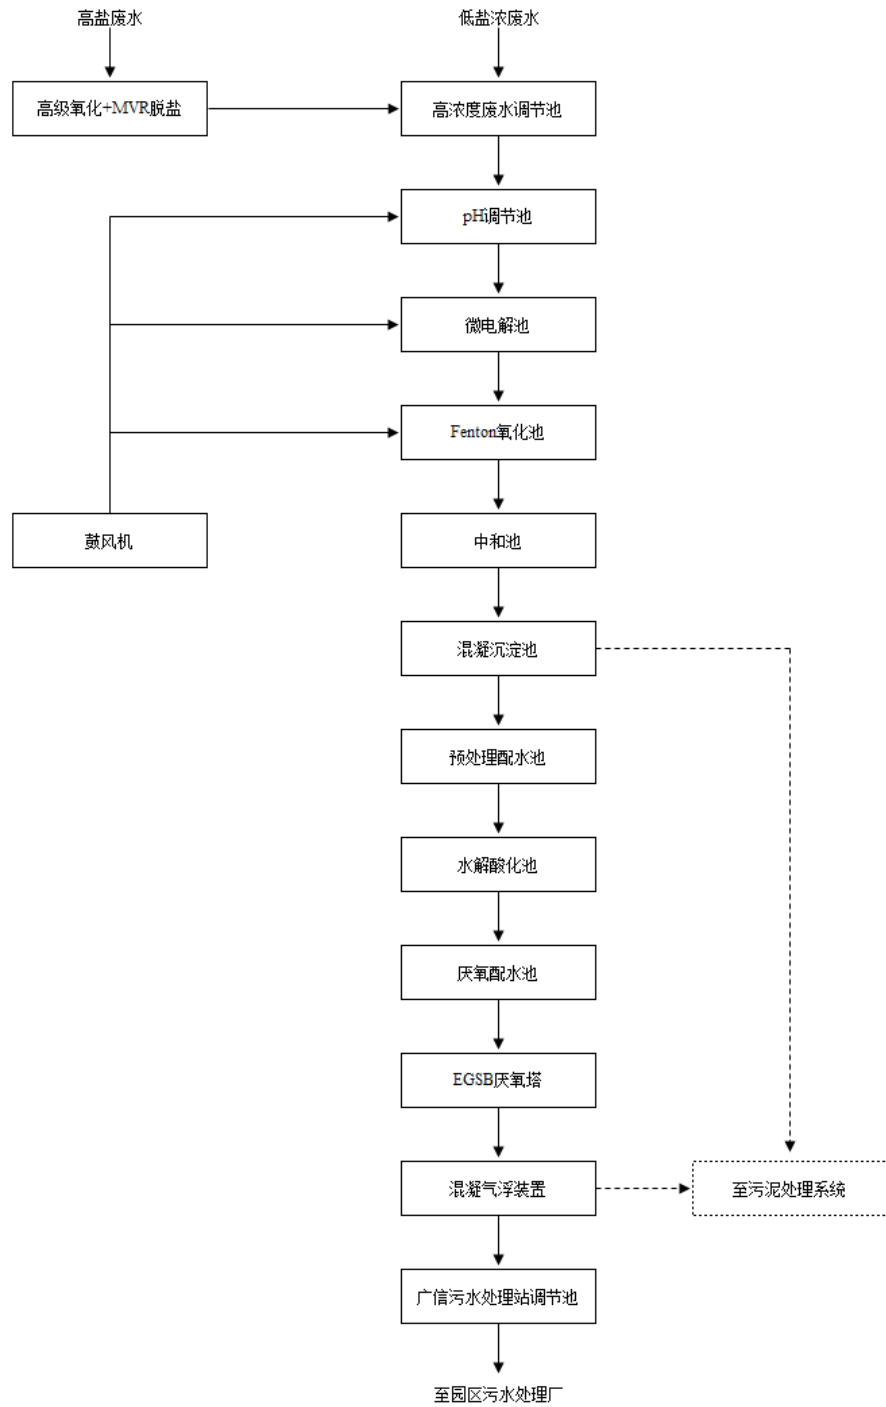 高盐废水
低盐浓废水
高级氧化+MVR脱盐
高浓度废水调节池
pH调节池
微电解池
Fenton氧化池
鼓风机
中和池
混凝沉淀池
预处理配水池
水解酸化池
厌氧配水池
EGSB厌氧塔
混凝气浮装置
至污泥处理系统
广信污水处理站调节池
至园区污水处理厂